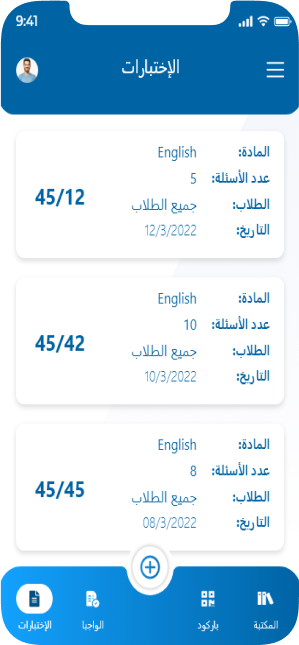 9:41
الإختبارات
المادة: English
عدد الأسئلة: 5
الطلاب: جميع الطلاب
التاريخ: 12/3/2022
45/12
المادة: English
عدد الأسئلة: 10
الطلاب: جميع الطلاب
التاريخ: 10/3/2022
45/42
المادة: English
عدد الأسئلة: 8
الطلاب: جميع الطلاب
التاريخ: 08/3/2022
45/45
المكتبة
باركود
الواجبا
الإختبارات